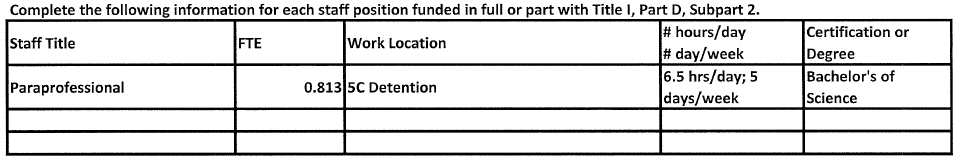 Complete the following information for each staff position funded in full or part with Title I, Part D, Subpart 2.
Staff Title FTE Work Location # hours/day # day/week Certification or Degree
Paraprofessional 0.813 5C Detention 6.5 hrs/day; 5 days/week Bachelor's of Science